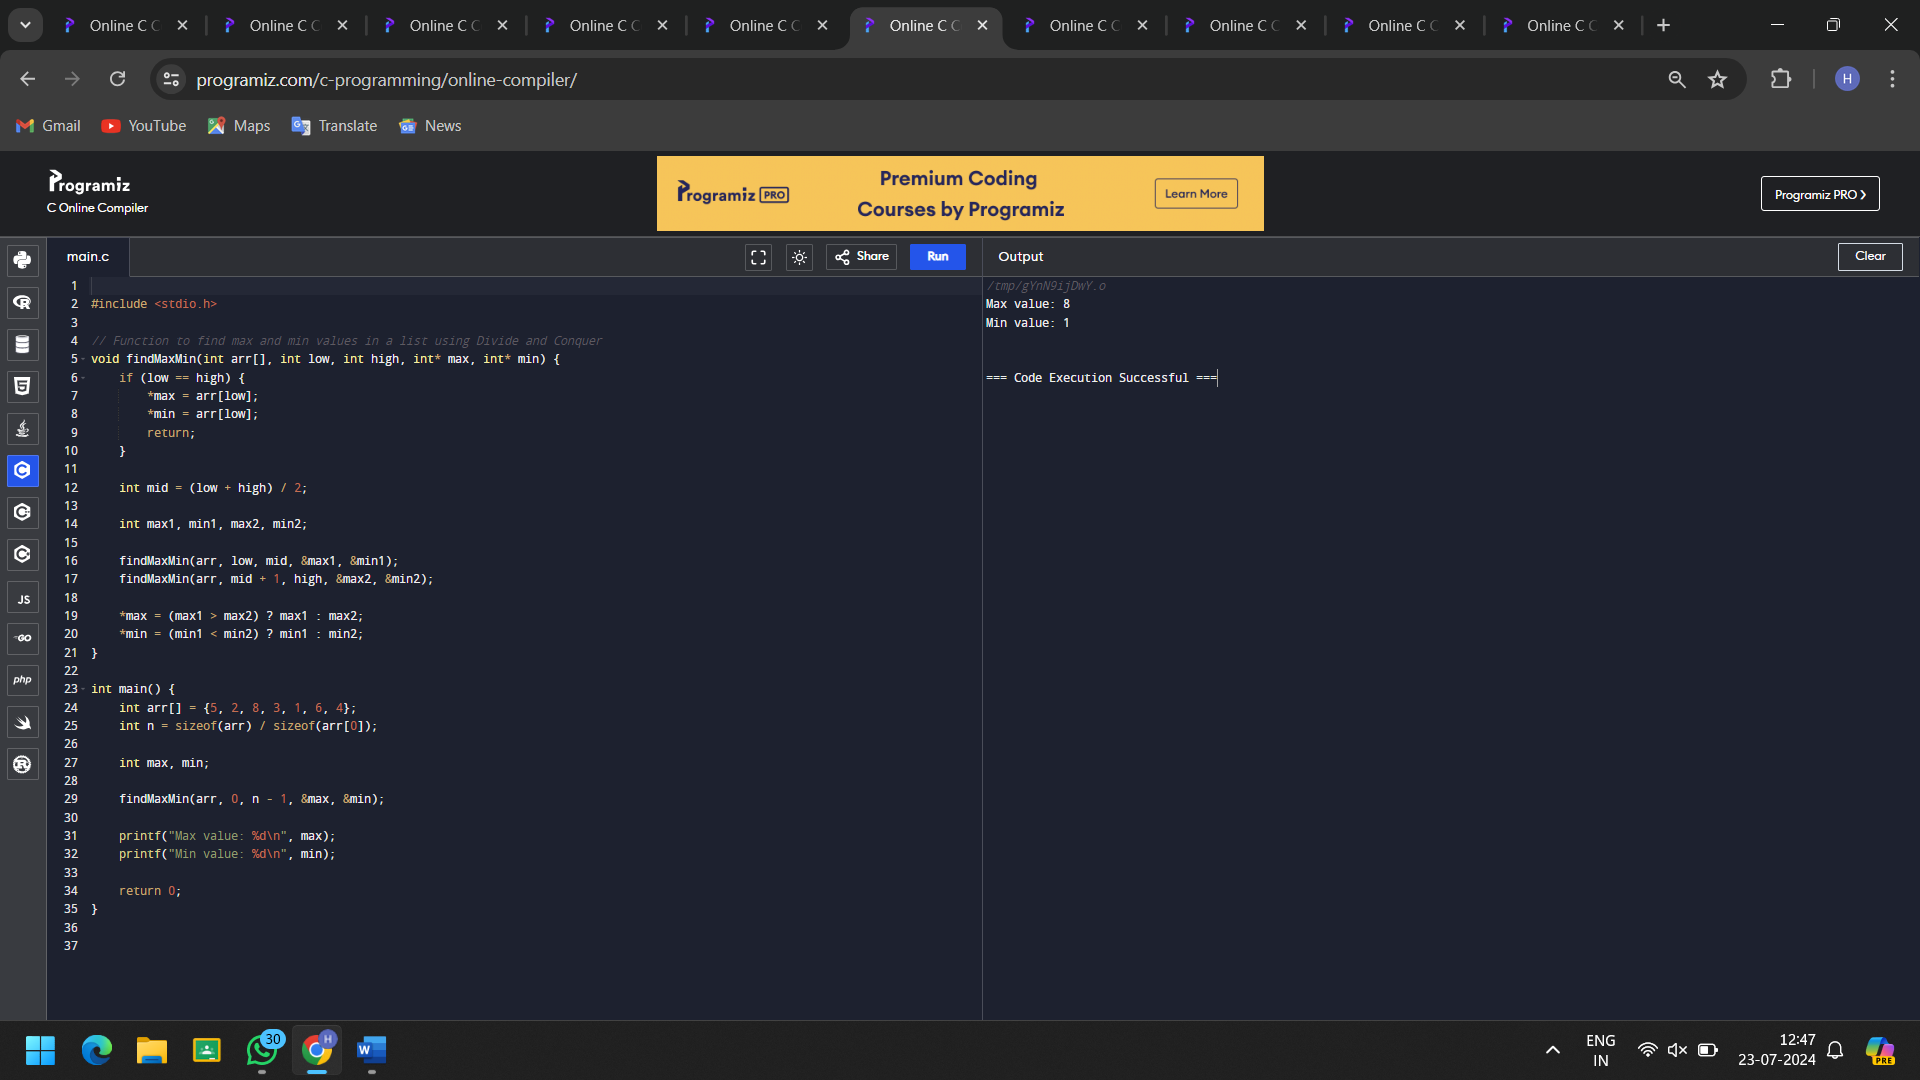 Online C C Online C C Online C C Online C C Online C C Online C C Online C C Online C C Online C C Online C C
programiz.com/c-programming/online-compiler/
H
Gmail YouTube Maps Translate News
Programiz
C Online Compiler
Programiz PRO
Premium Coding
Courses by Programiz
Learn More
Programiz PRO
main.c
Share
Run
Output
Clear
1
2 #include <stdio.h>
3
4 // Function to find max and min values in a list using Divide and Conquer
5 void findMaxMin(int arr[], int low, int high, int* max, int* min) {
6 if (low == high) {
7 *max = arr[low];
8 *min = arr[low];
9 return;
10 }
11
12 int mid = (low + high) / 2;
13
14 int max1, min1, max2, min2;
15
16 findMaxMin(arr, low, mid, &max1, &min1);
17 findMaxMin(arr, mid + 1, high, &max2, &min2);
18
19 *max = (max1 > max2) ? max1 : max2;
20 *min = (min1 < min2) ? min1 : min2;
21 }
22
23 int main() {
24 int arr[] = {5, 2, 8, 3, 1, 6, 4};
25 int n = sizeof(arr) / sizeof(arr[0]);
26
27 int max, min;
28
29 findMaxMin(arr, 0, n - 1, &max, &min);
30
31 printf("Max value: %d\n", max);
32 printf("Min value: %d\n", min);
33
34 return 0;
35 }
36
37
/tmp/gYnN9ijDwY.o
Max value: 8
Min value: 1
=== Code Execution Successful ===
JS
GO
php
30
H
W
ENG
IN
12:47
23-07-2024
PRE